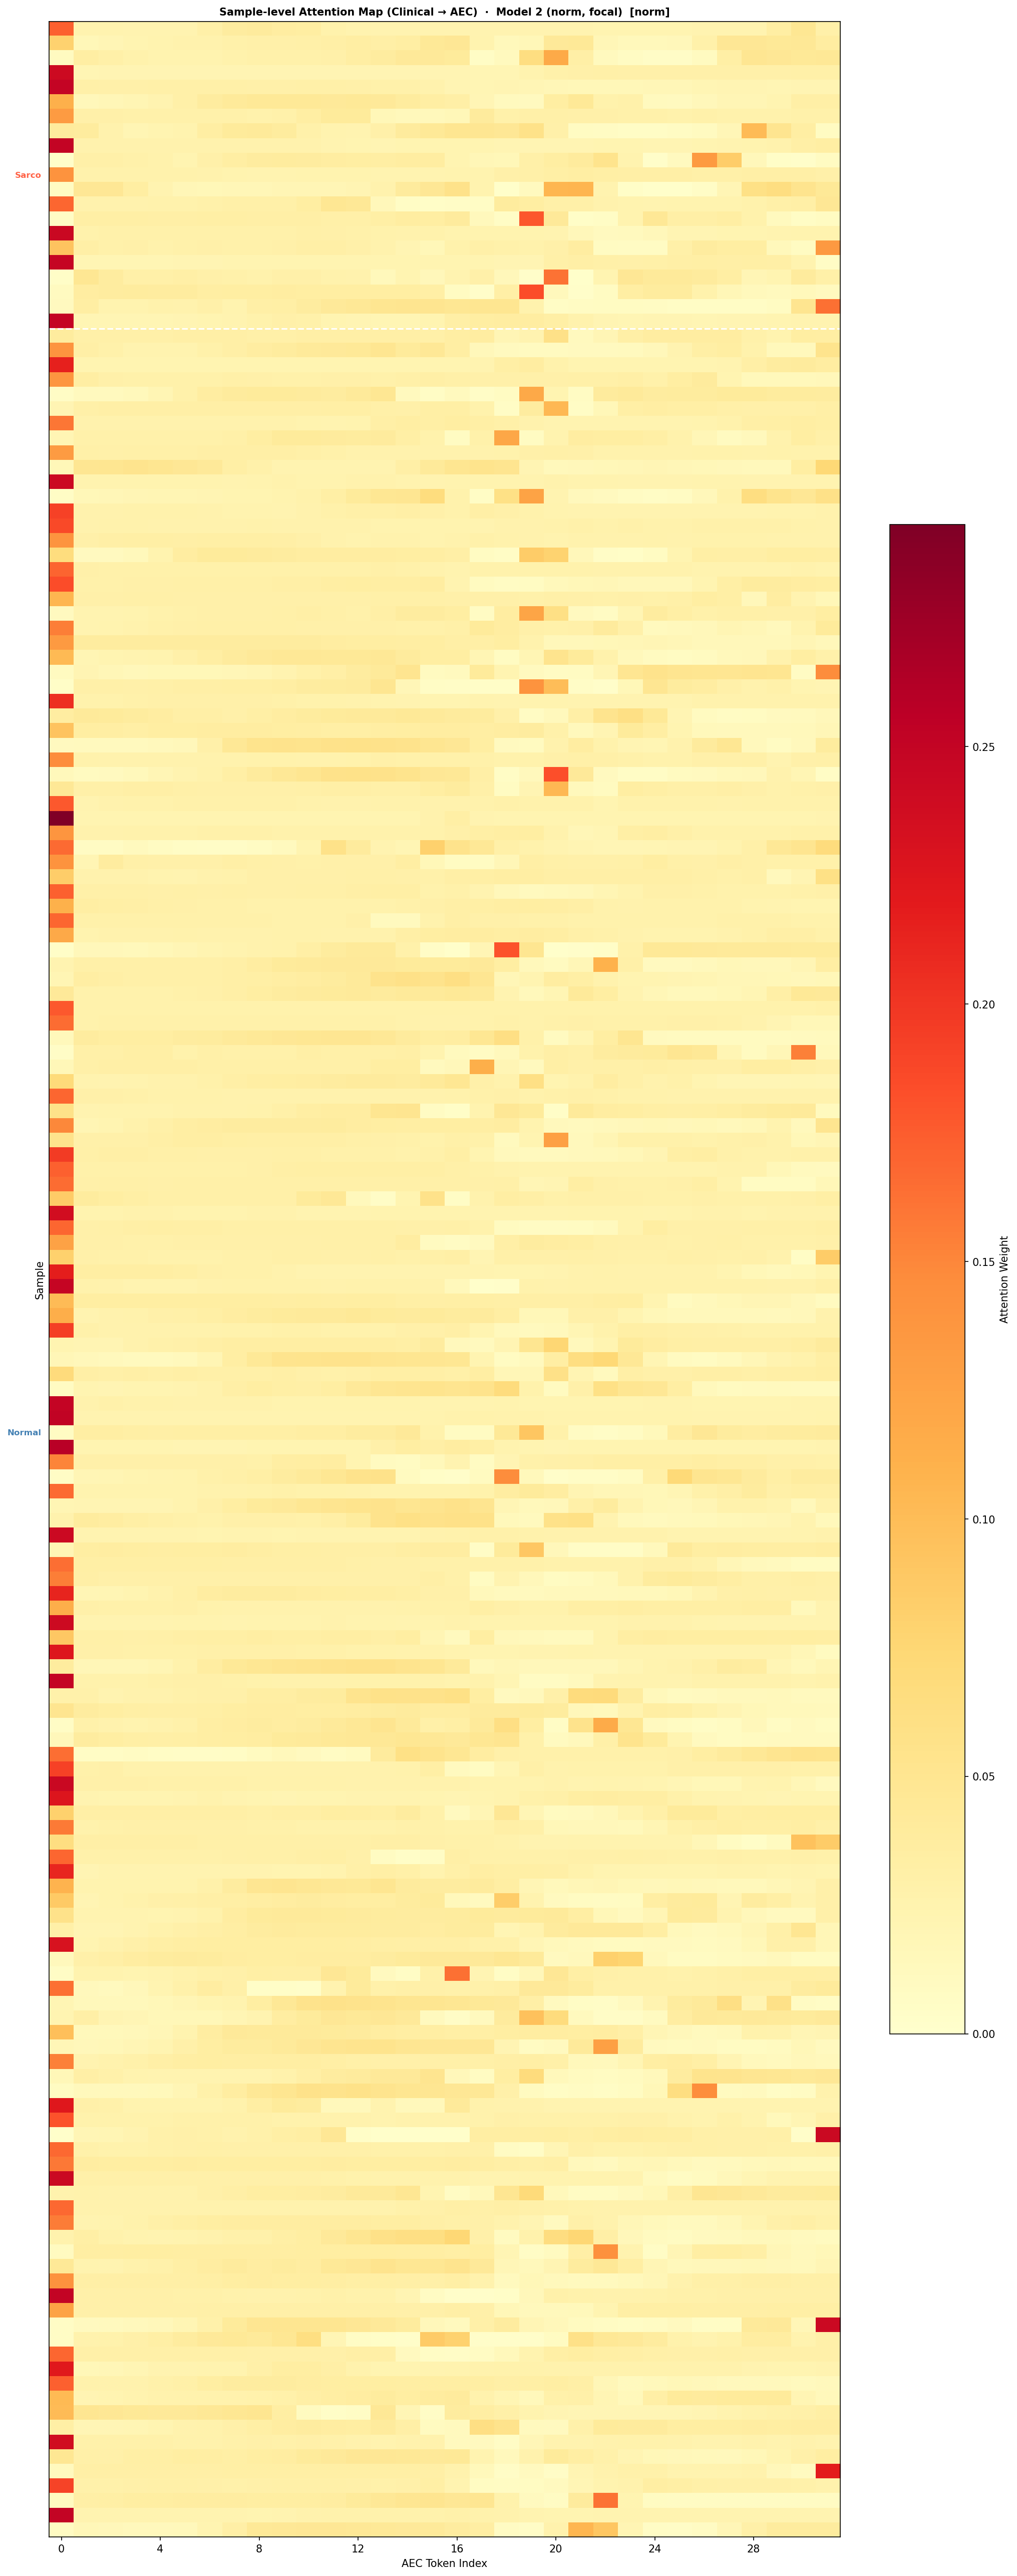 Sample-level Attention Map (Clinical → AEC) · Model 2 (norm, focal) [norm]
Sarco
Normal
Sample
0 4 8 12 16 20 24 28
AEC Token Index
0.25
0.20
0.15
0.10
0.05
0.00
Attention Weight